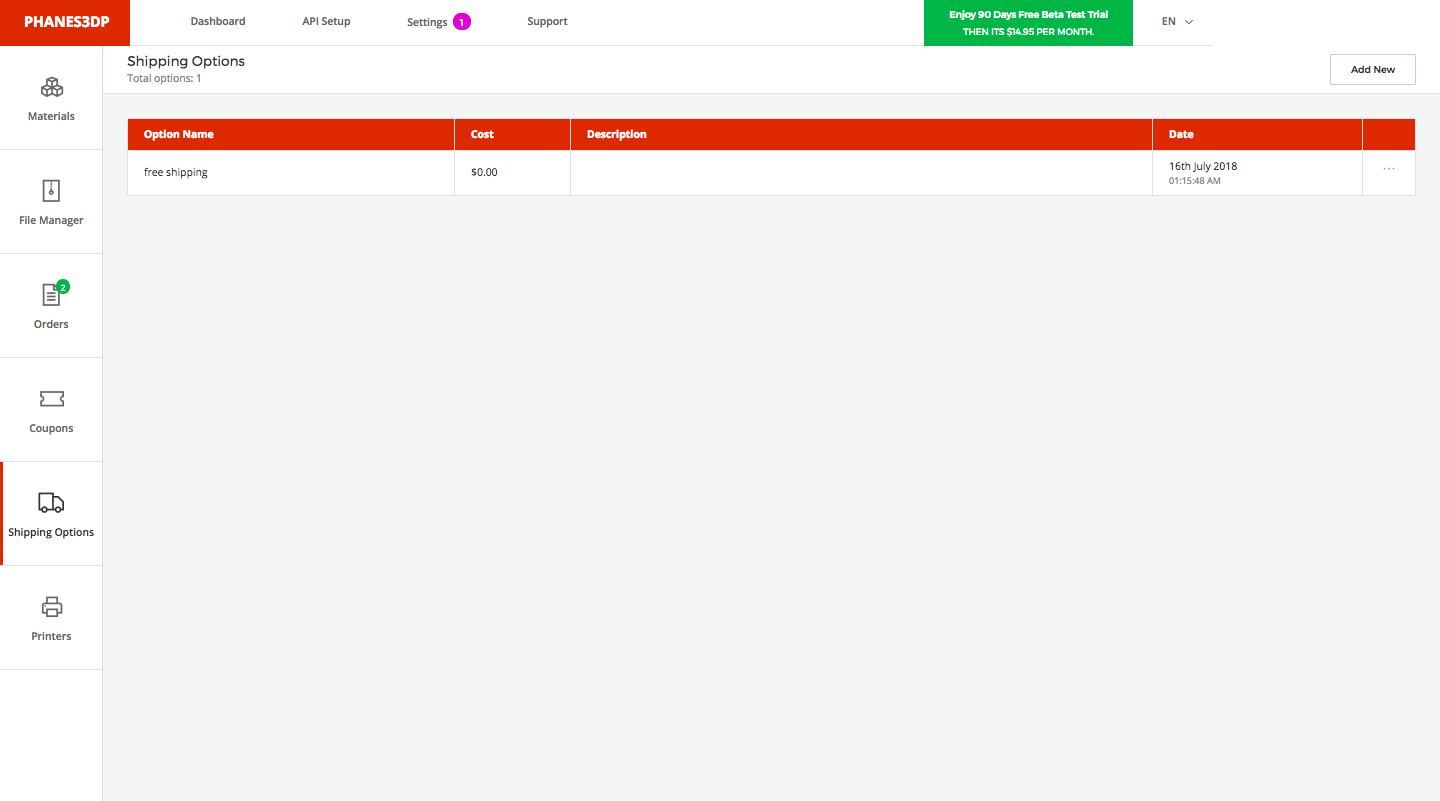 PHANES3DP
Dashboard
API Setup
Settings 1
Support
Enjoy 90 Days Free Beta Test Trial
THEN ITS $14.95 PER MONTH.
EN
Materials
File Manager
2
Orders
Coupons
Shipping Options
Printers
Shipping Options
Total options: 1
Add New
Option Name Cost Description Date
free shipping $0.00 16th July 2018
01:15:48 AM
...